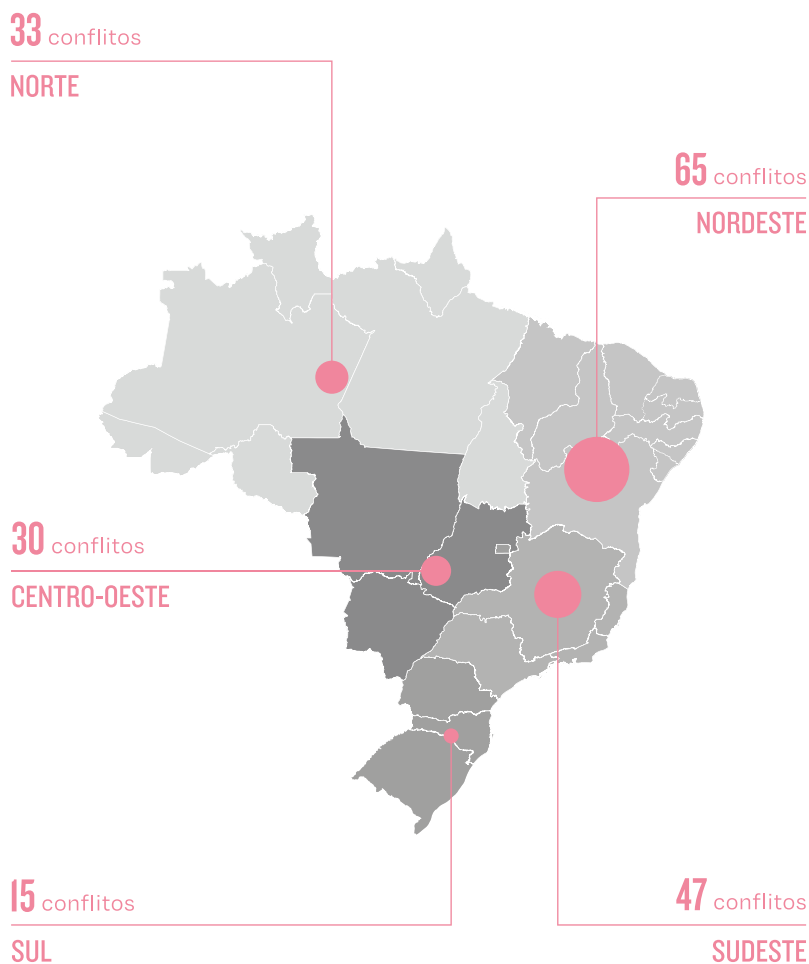 33 conflitos
NORTE
65 conflitos
NORDESTE
30 conflitos
CENTRO-OESTE
15 conflitos
SUL
47 conflitos
SUDESTE